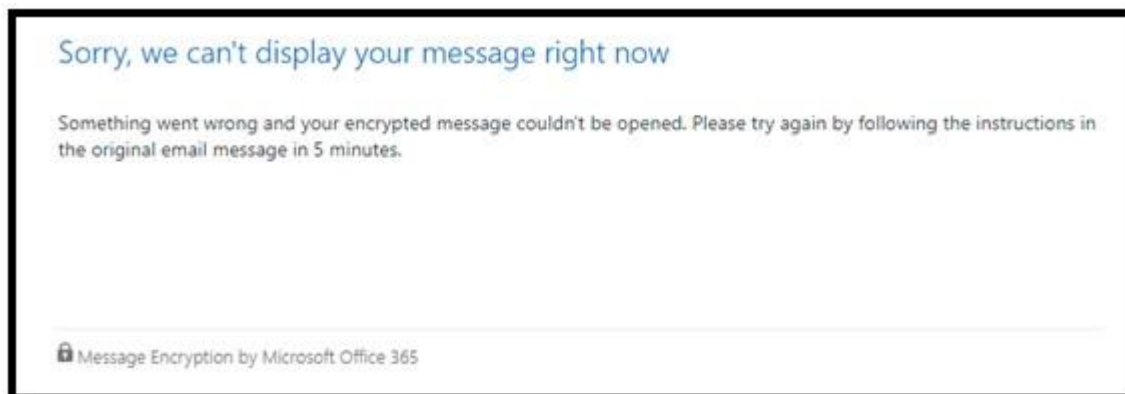 Sorry, we can't display your message right now
Something went wrong and your encrypted message couldn't be opened. Please try again by following the instructions in
the original email message in 5 minutes.
Message Encryption by Microsoft Office 365